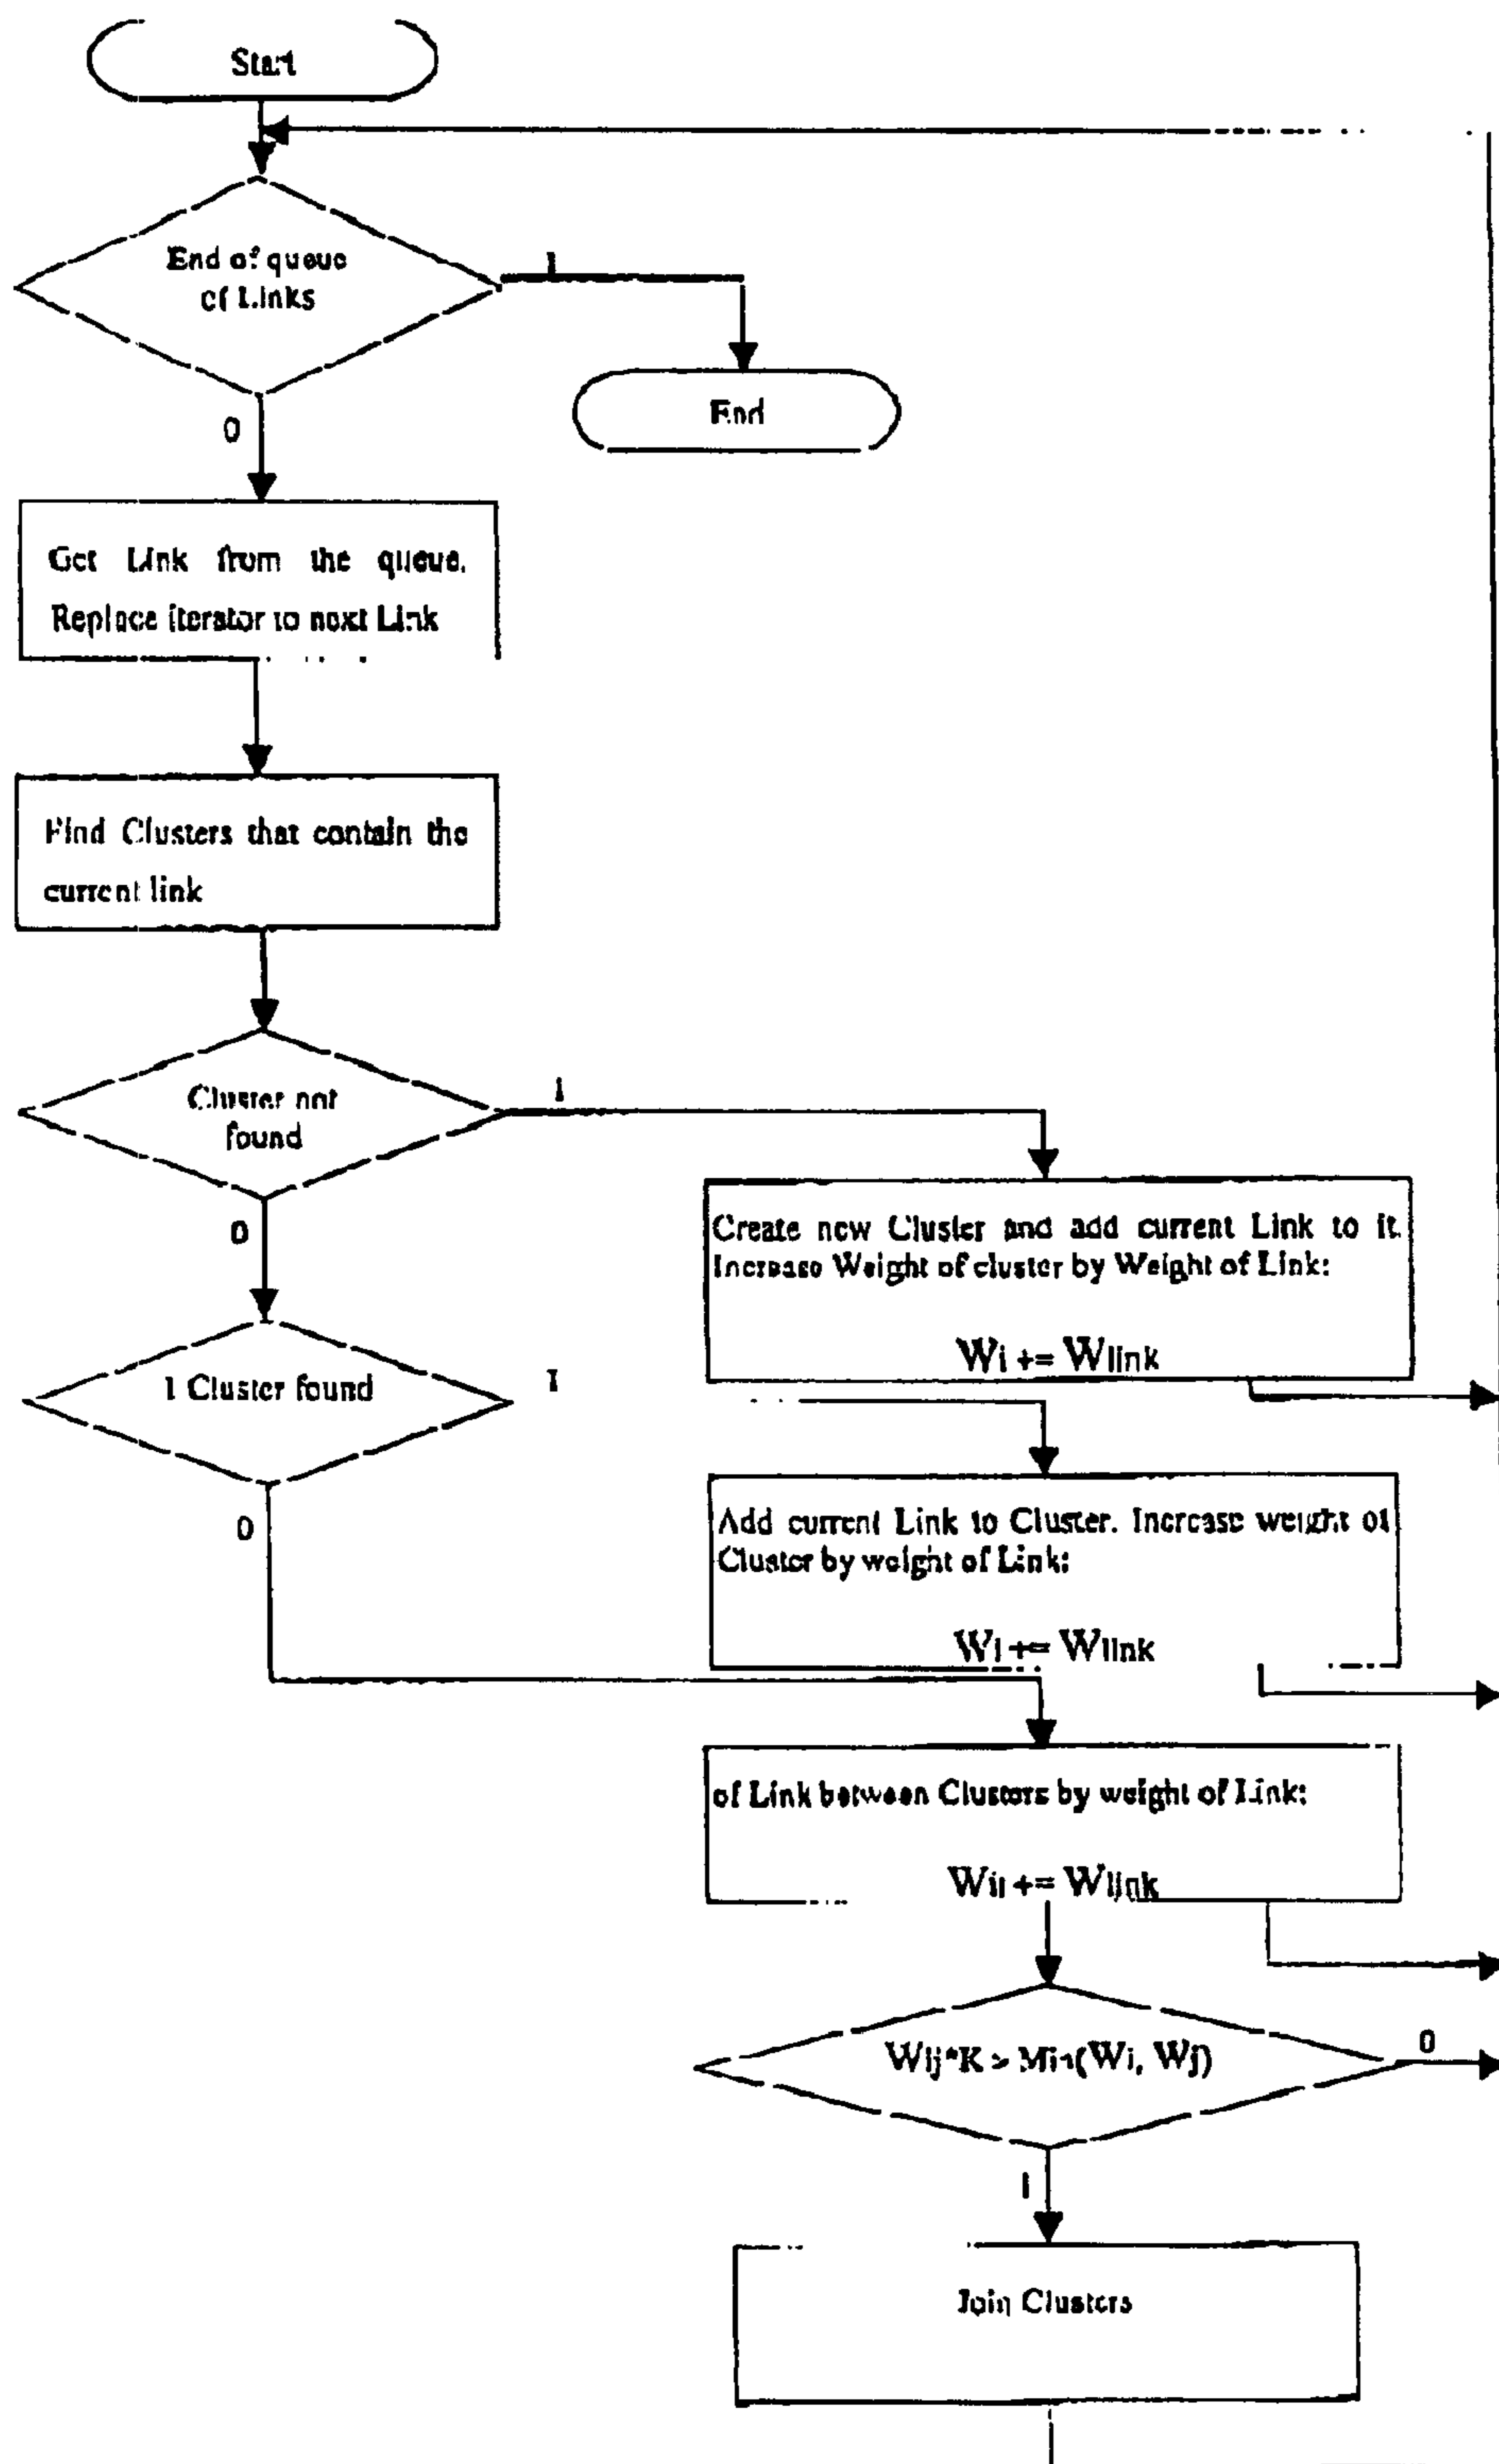 Start
End of queue
of Links
1
End
0
Get Link from the queue.
Replace iterator to next Link
Find Clusters that contain the
current link
Cluster not
found
1
0
Create new Cluster and add current Link to it.
Increase Weight of cluster by Weight of Link:
Wi += Wlink
1 Cluster found
1
0
Add current Link to Cluster. Increase weight of
Cluster by weight of Link:
Wi += Wlink
of Link between Clusters by weight of Link:
Wij += Wlink
Wij*K > Min(Wi, Wj)
0
1
Join Clusters